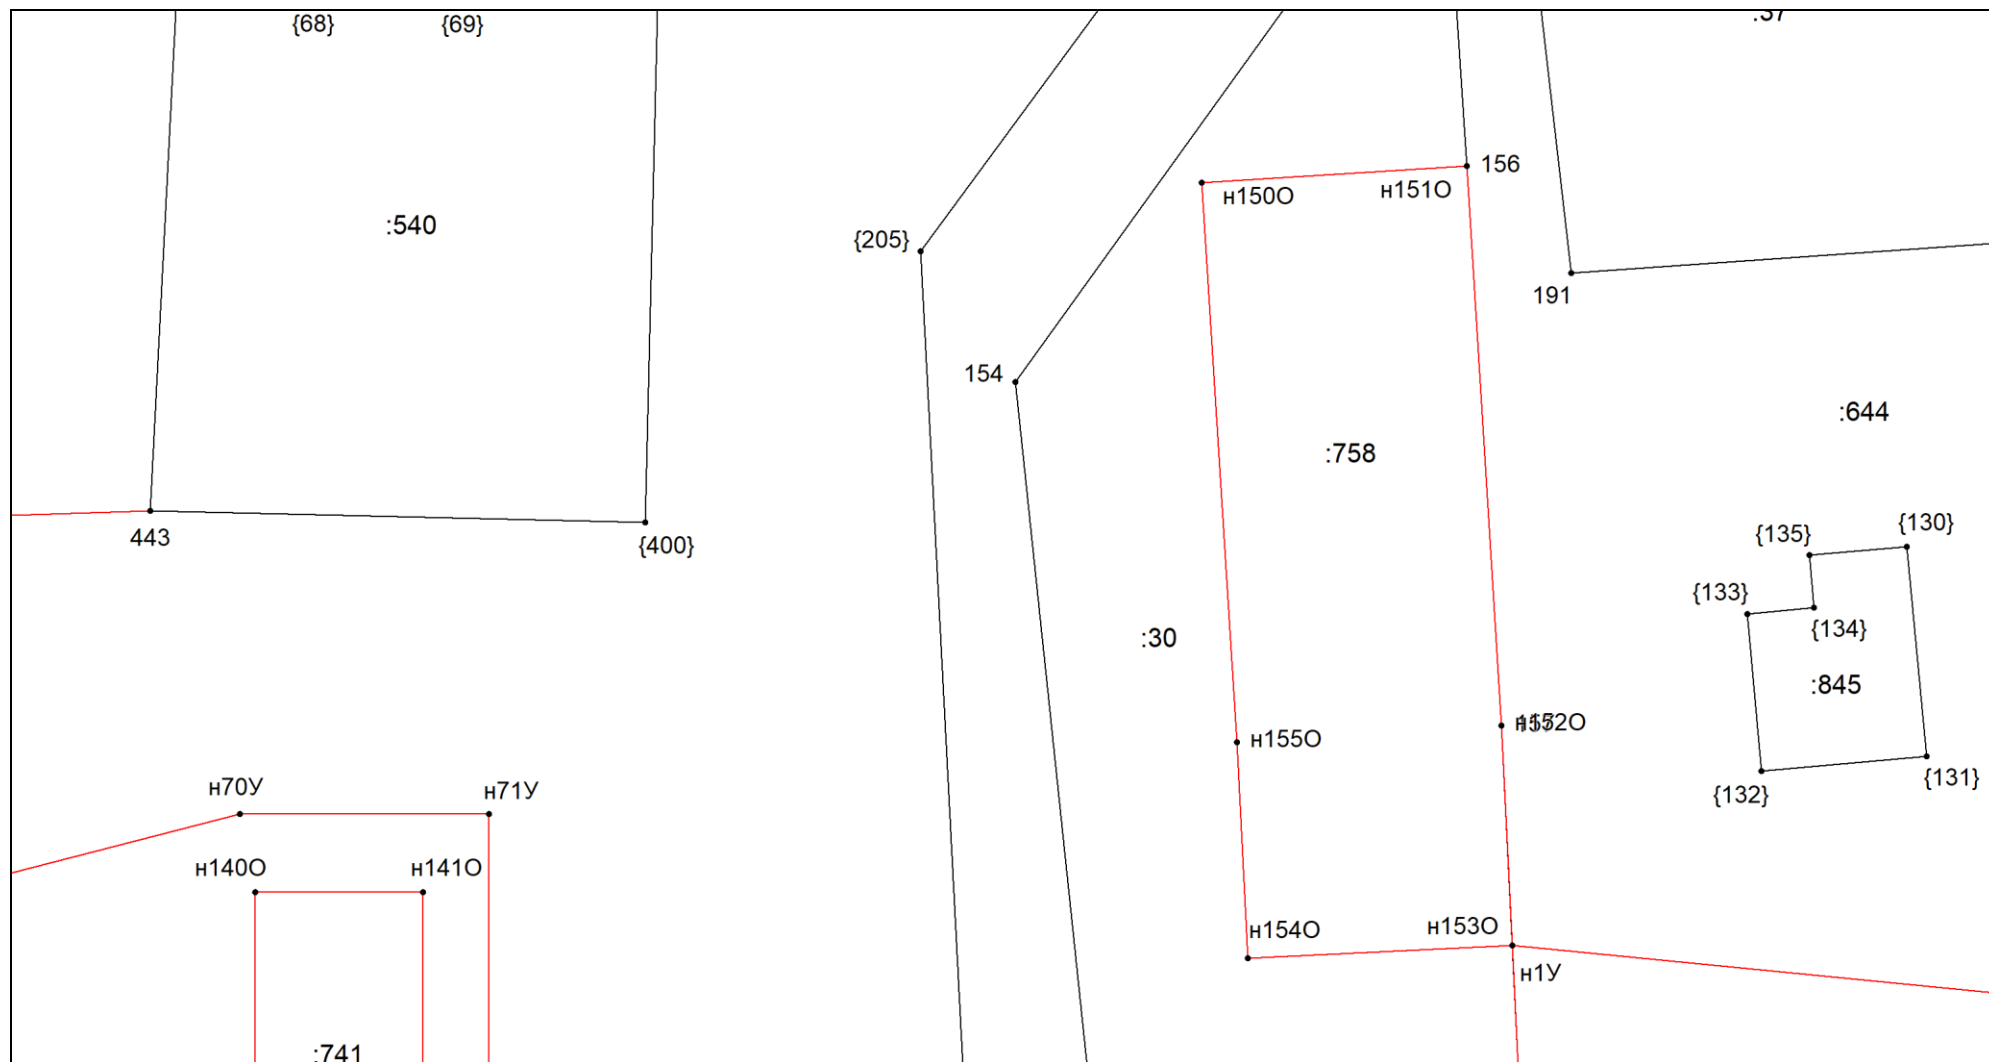 {68}
{69}
:37
156
н150О
н151О
:540
{205}
191
154
:644
:758
443
{400}
{130}
{135}
{133}
{134}
:30
:845
н155О
{131}
{132}
н70У
н71У
н140О
н141О
н154О
н153О
н1У
:741